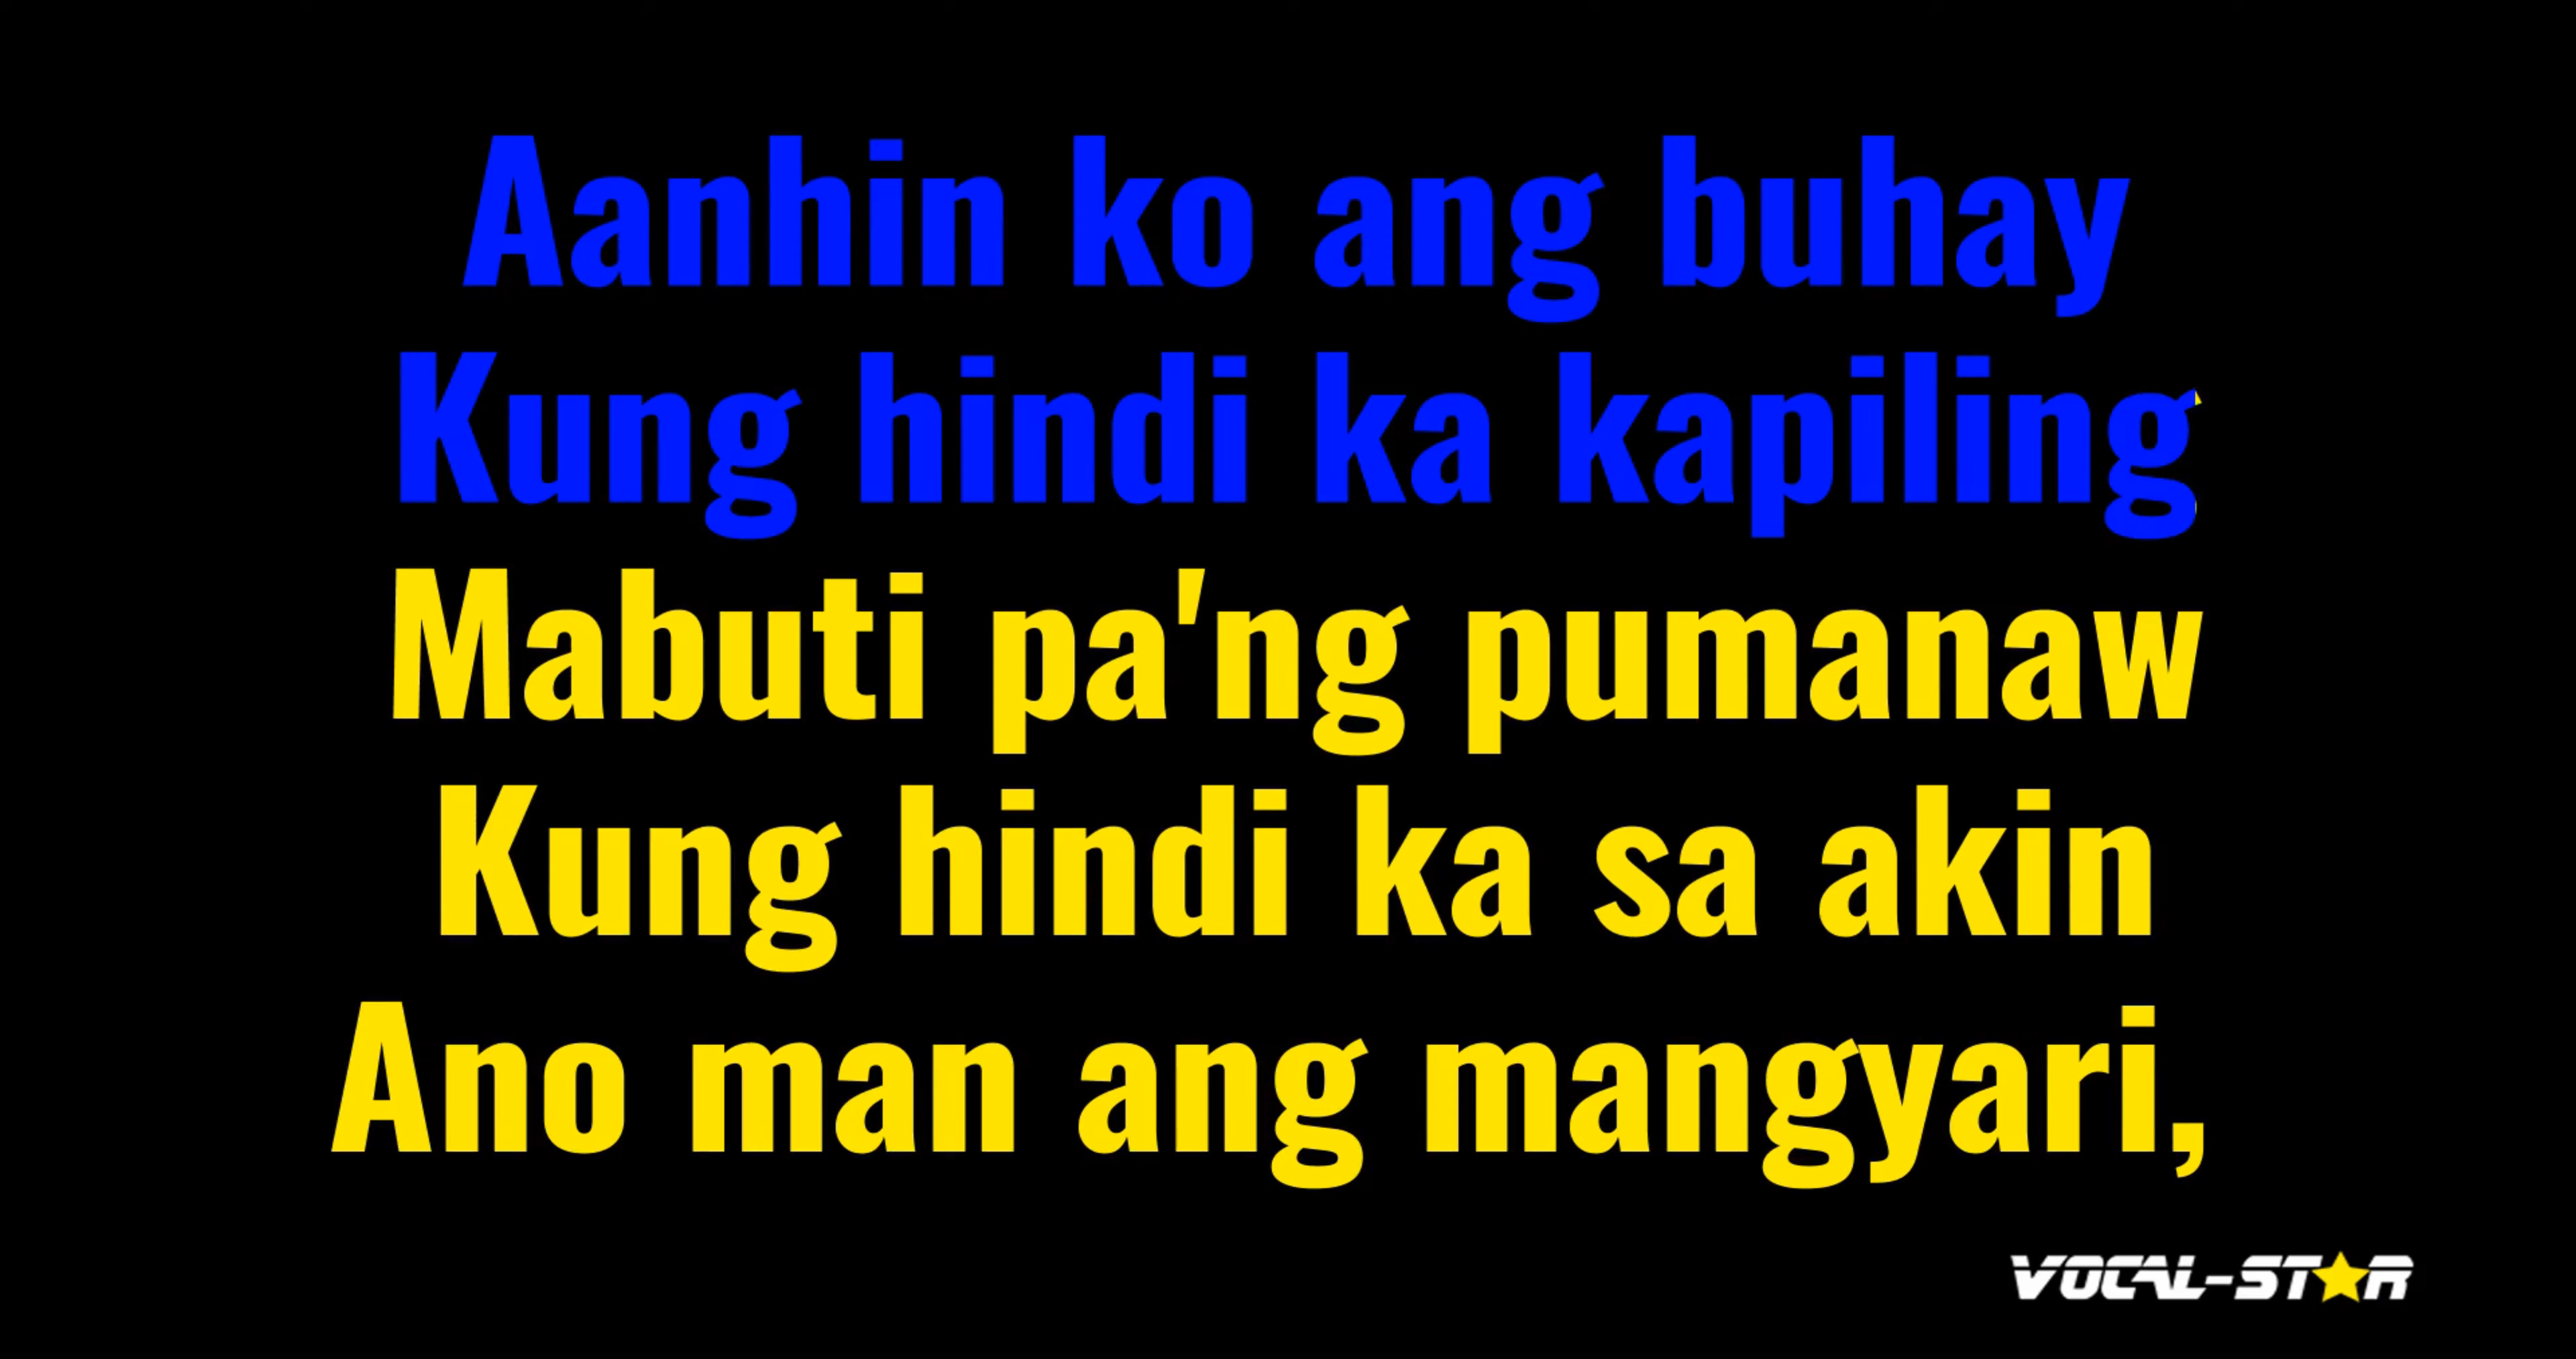 Aanhin ko ang buhay
Kung hindi ka kapiling
Mabuti pa'ng pumanaw
Kung hindi ka sa akin
Ano man ang mangyari,
VOCAL-STAR